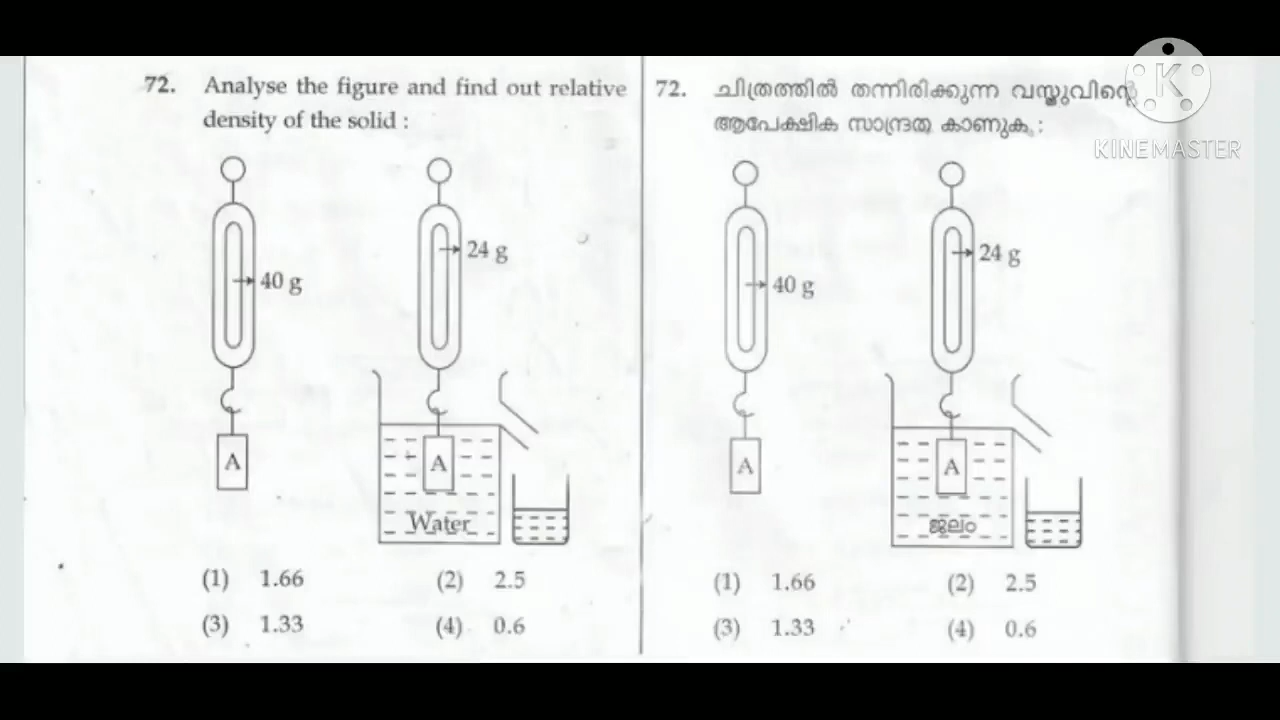 72. Analyse the figure and find out relative
density of the solid :
40 g
24 g
A
A
Water
(1) 1.66 (2) 2.5
(3) 1.33 (4) 0.6
72. ചിത്രത്തിൽ തന്നിരിക്കുന്ന വസ്തുവിന്റെ
ആപേക്ഷിക സാന്ദ്രത കാണുക :
40 g
24 g
A
A
ജലം
(1) 1.66 (2) 2.5
(3) 1.33 (4) 0.6
K
KINEMASTER